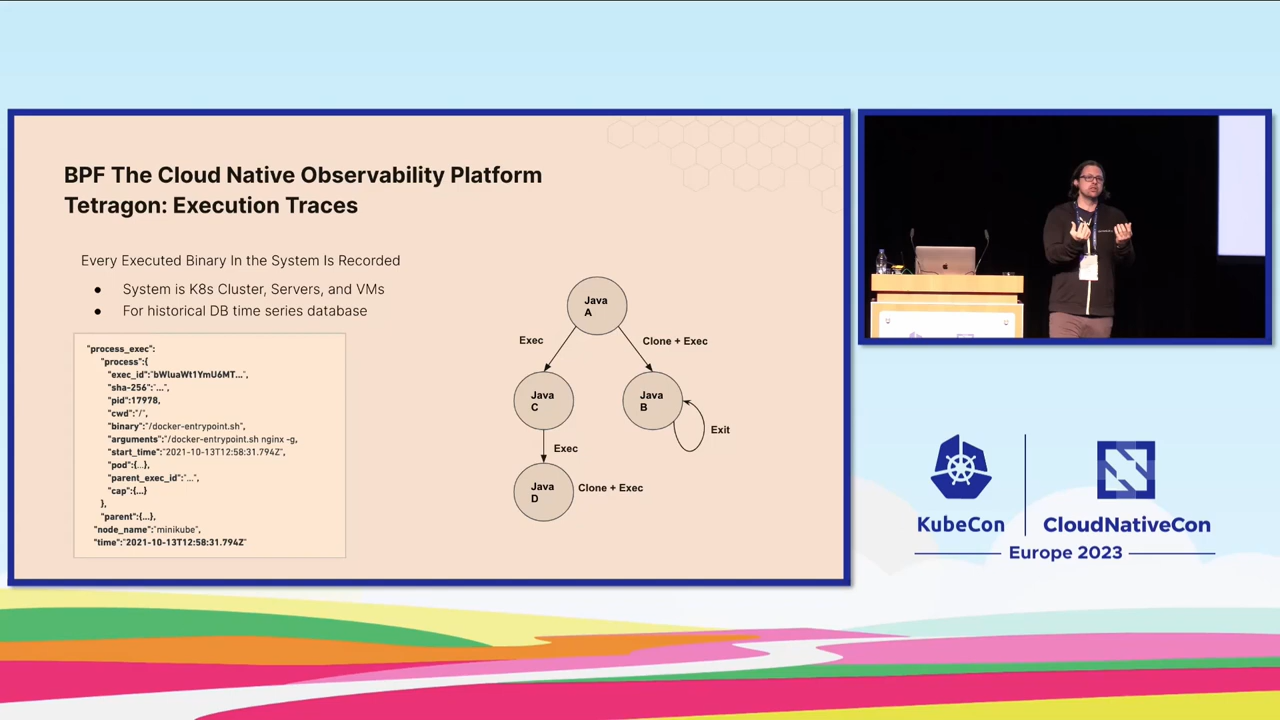 BPF The Cloud Native Observability Platform
Tetragon: Execution Traces
Every Executed Binary In the System Is Recorded
● System is K8s Cluster, Servers, and VMs
● For historical DB time series database
"process_exec":
"process":{
"exec_id":"bWluaWt1YmU6MT...",
"sha-256":"...",
"pid":17978,
"cwd":"/",
"binary":"/docker-entrypoint.sh",
"arguments":"/docker-entrypoint.sh nginx -g,
"start_time":"2021-10-13T12:58:31.794Z",
"pod":{...},
"parent_exec_id":"...",
"cap":{...}
},
"parent":{...},
"node_name":"minikube",
"time":"2021-10-13T12:58:31.794Z"
Java
A
Exec
Clone + Exec
Java
C
Java
B
Exit
Exec
Java
D
Clone + Exec
KubeCon
CloudNativeCon
Europe 2023